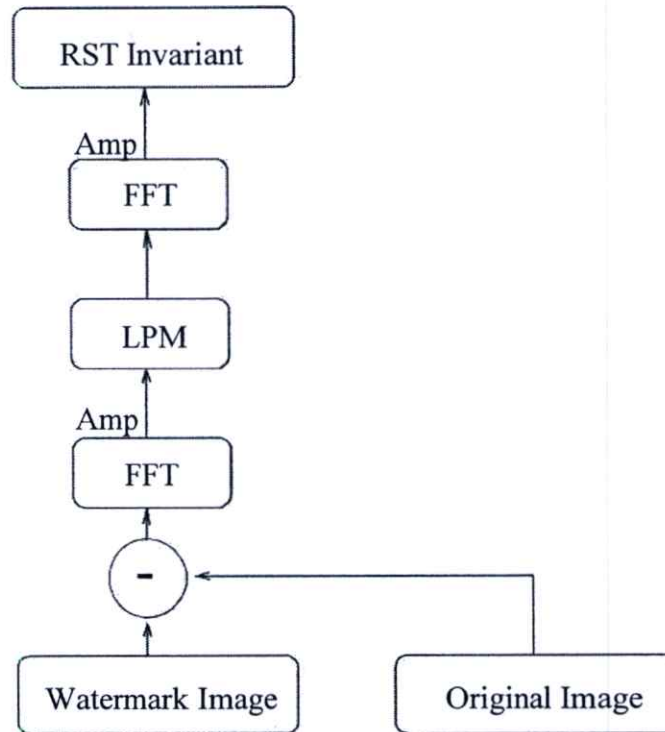 RST Invariant
Amp
FFT
LPM
Amp
FFT
-
Watermark Image
Original Image